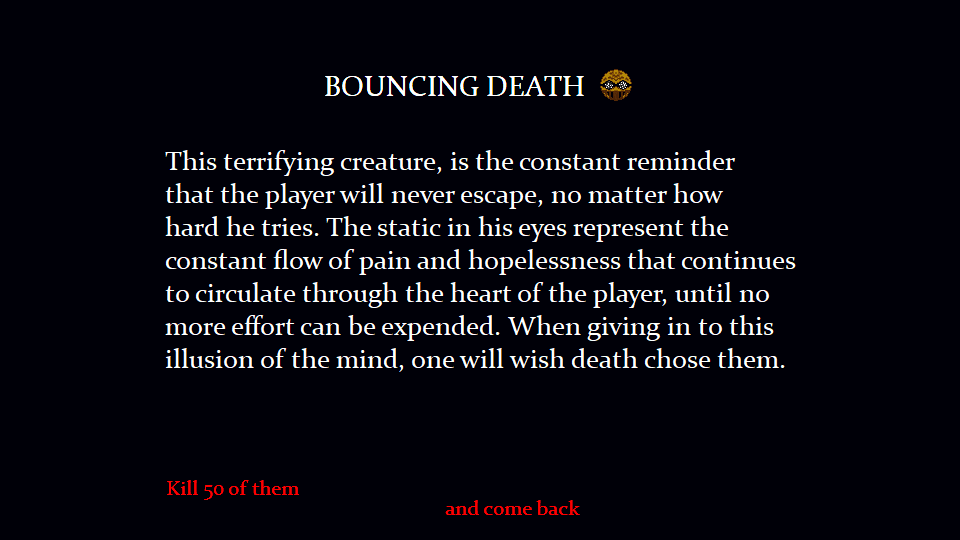 BOUNCING DEATH
This terrifying creature, is the constant reminder
that the player will never escape, no matter how
hard he tries. The static in his eyes represent the
constant flow of pain and hopelessness that continues
to circulate through the heart of the player, until no
more effort can be expended. When giving in to this
illusion of the mind, one will wish death chose them.
Kill 50 of them
and come back